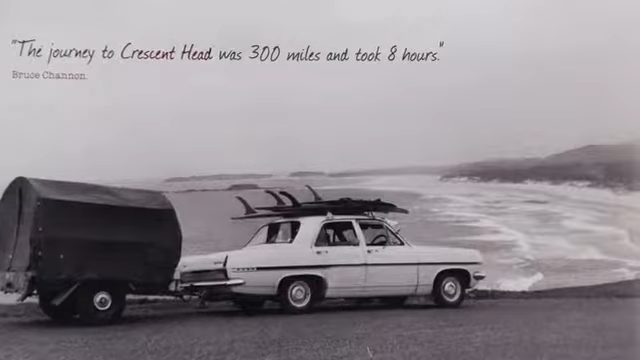 "The journey to Crescent Head was 300 miles and took 8 hours."
Bruce Channon.